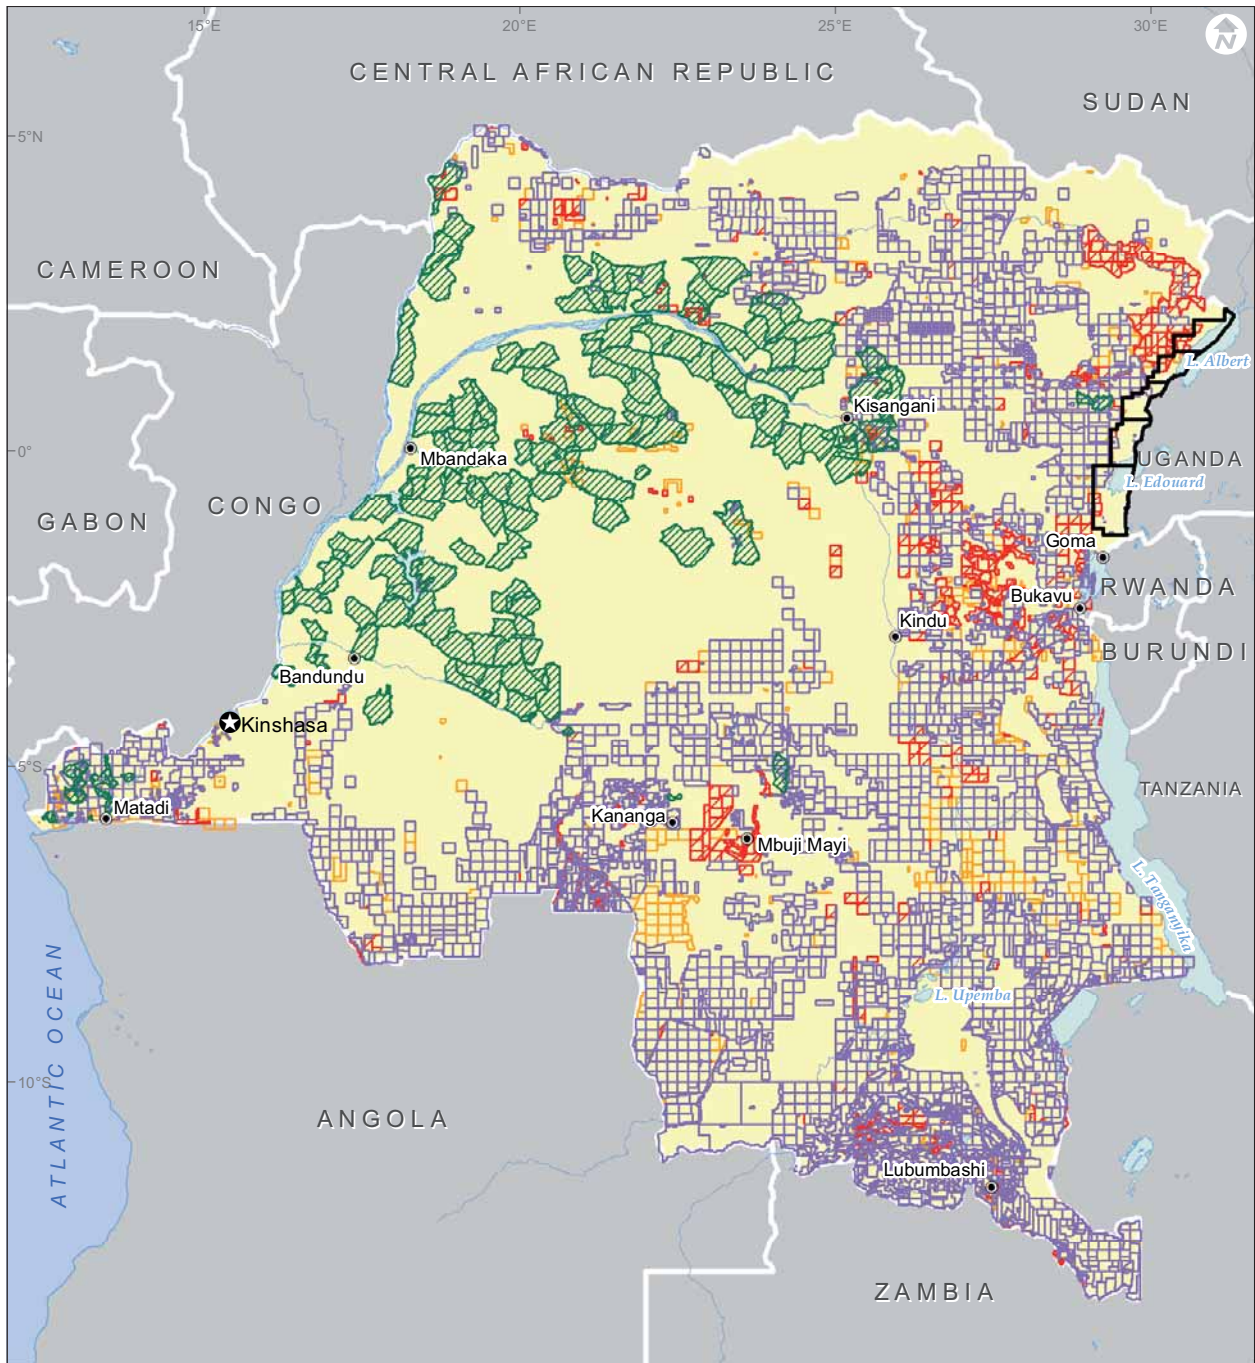 15°E 20°E 25°E 30°E
N
CENTRAL AFRICAN REPUBLIC
SUDAN
5°N
CAMEROON
L. Albert
Kisangani
0°
Mbandaka
UGANDA
L. Edouard
CONGO
GABON
Goma
RWANDA
Bukavu
Kindu
BURUNDI
Bandundu
Kinshasa
5°S
TANZANIA
Matadi
Kananga
Mbuji Mayi
L. Tanganyika
L. Upemba
ATLANTIC OCEAN
10°S
ANGOLA
Lubumbashi
ZAMBIA